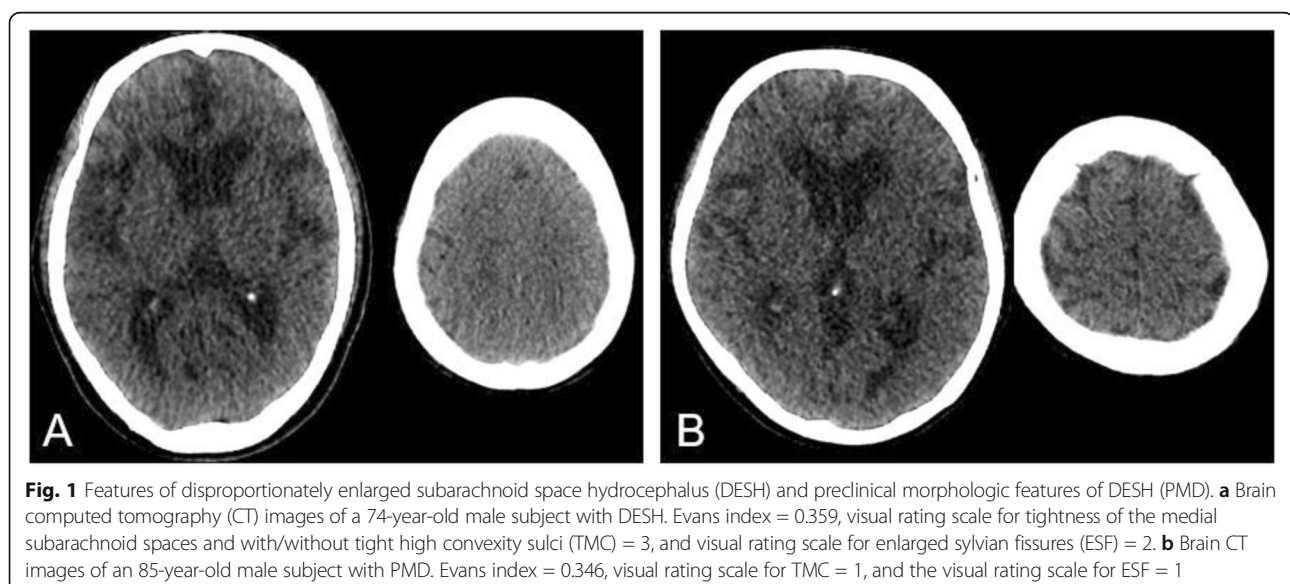 A
B
Fig. 1 Features of disproportionately enlarged subarachnoid space hydrocephalus (DESH) and preclinical morphologic features of DESH (PMD). a Brain
computed tomography (CT) images of a 74-year-old male subject with DESH. Evans index = 0.359, visual rating scale for tightness of the medial
subarachnoid spaces and with/without tight high convexity sulci (TMC) = 3, and visual rating scale for enlarged sylvian fissures (ESF) = 2. b Brain CT
images of an 85-year-old male subject with PMD. Evans index = 0.346, visual rating scale for TMC = 1, and the visual rating scale for ESF = 1